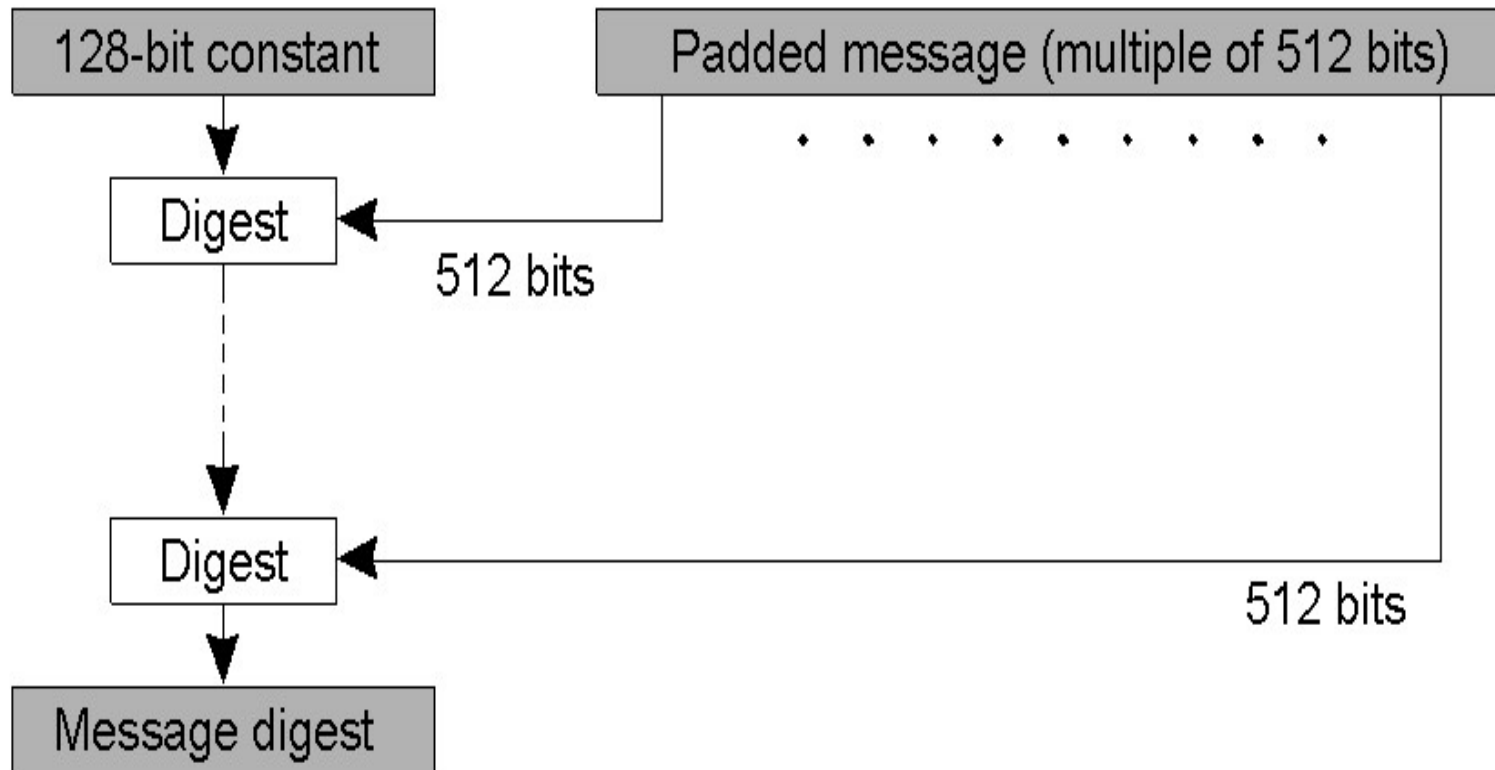 128-bit constant
Padded message (multiple of 512 bits)
Digest
512 bits
Digest
512 bits
Message digest